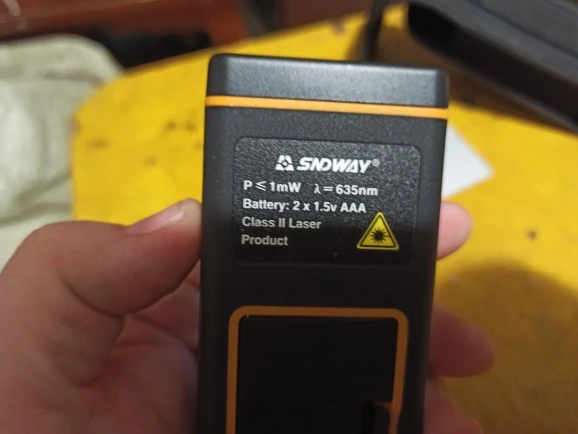 SNDWAY®
P ≤ 1mW λ = 635nm
Battery: 2 x 1.5v AAA
Class II Laser
Product